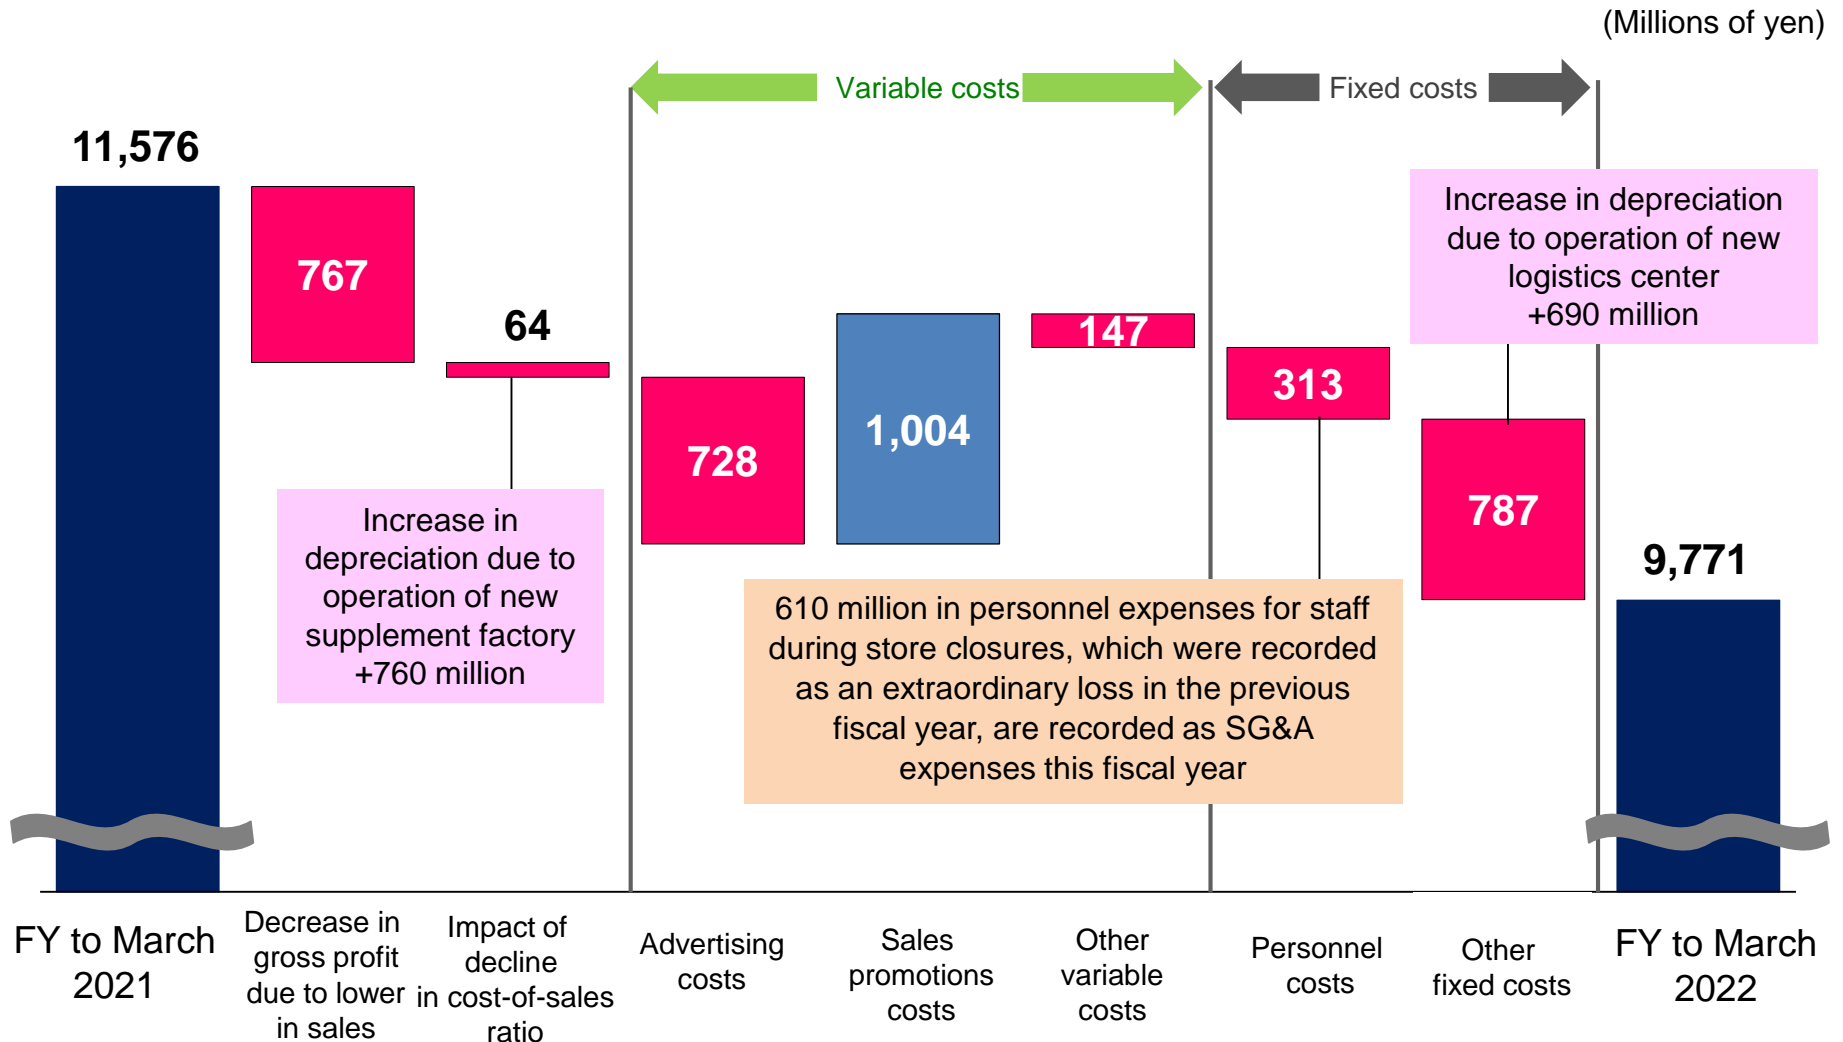 (Millions of yen)
Variable costs
Fixed costs
11,576
767
64
728
1,004
147
313
787
9,771
Increase in depreciation
due to operation of new
logistics center
+690 million
Increase in
depreciation due to
operation of new
supplement factory
+760 million
610 million in personnel expenses for staff
during store closures, which were recorded
as an extraordinary loss in the previous
fiscal year, are recorded as SG&A
expenses this fiscal year
FY to March
2021
Decrease in
gross profit
due to lower
in sales
Impact of
decline
in cost-of-sales
ratio
Advertising
costs
Sales
promotions
costs
Other
variable
costs
Personnel
costs
Other
fixed costs
FY to March
2022